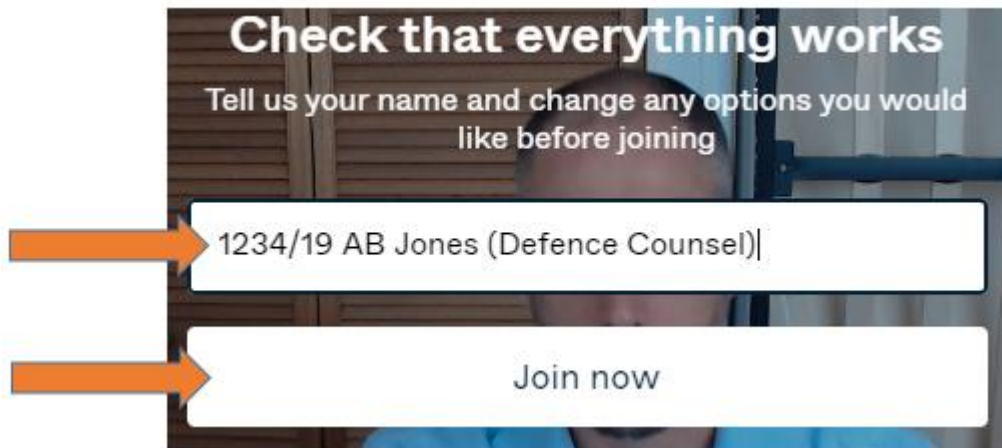 Check that everything works
Tell us your name and change any options you would
like before joining
1234/19 AB Jones (Defence Counsel)
Join now